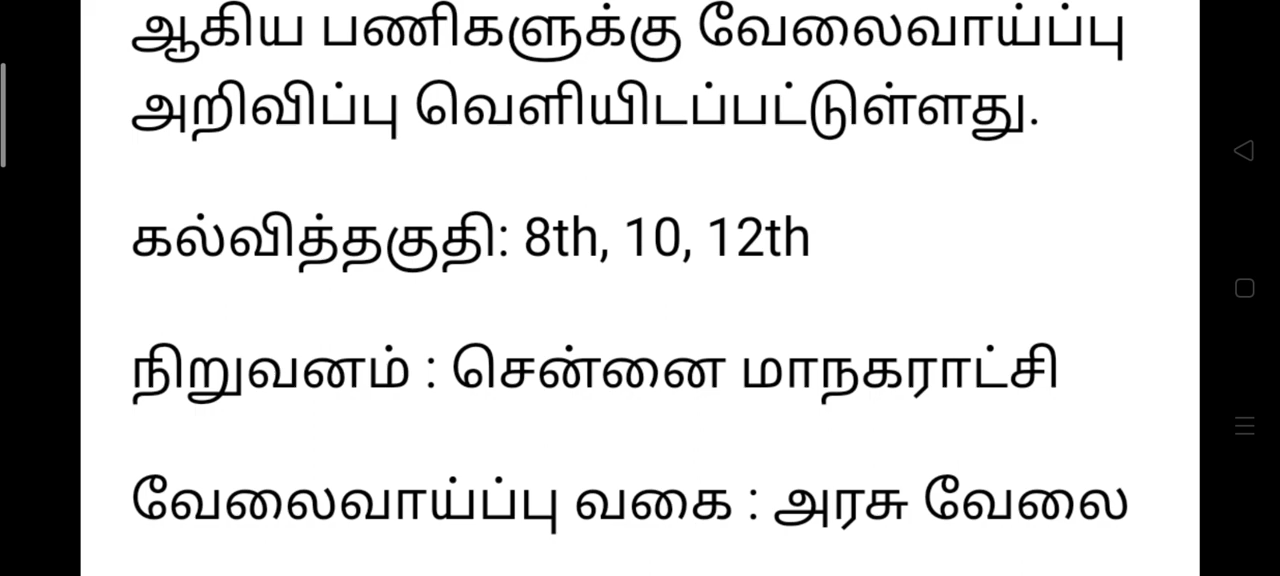 ஆகிய பணிகளுக்கு வேலைவாய்ப்பு
அறிவிப்பு வெளியிடப்பட்டுள்ளது.
கல்வித்தகுதி: 8th, 10, 12th
நிறுவனம் : சென்னை மாநகராட்சி
வேலைவாய்ப்பு வகை : அரசு வேலை